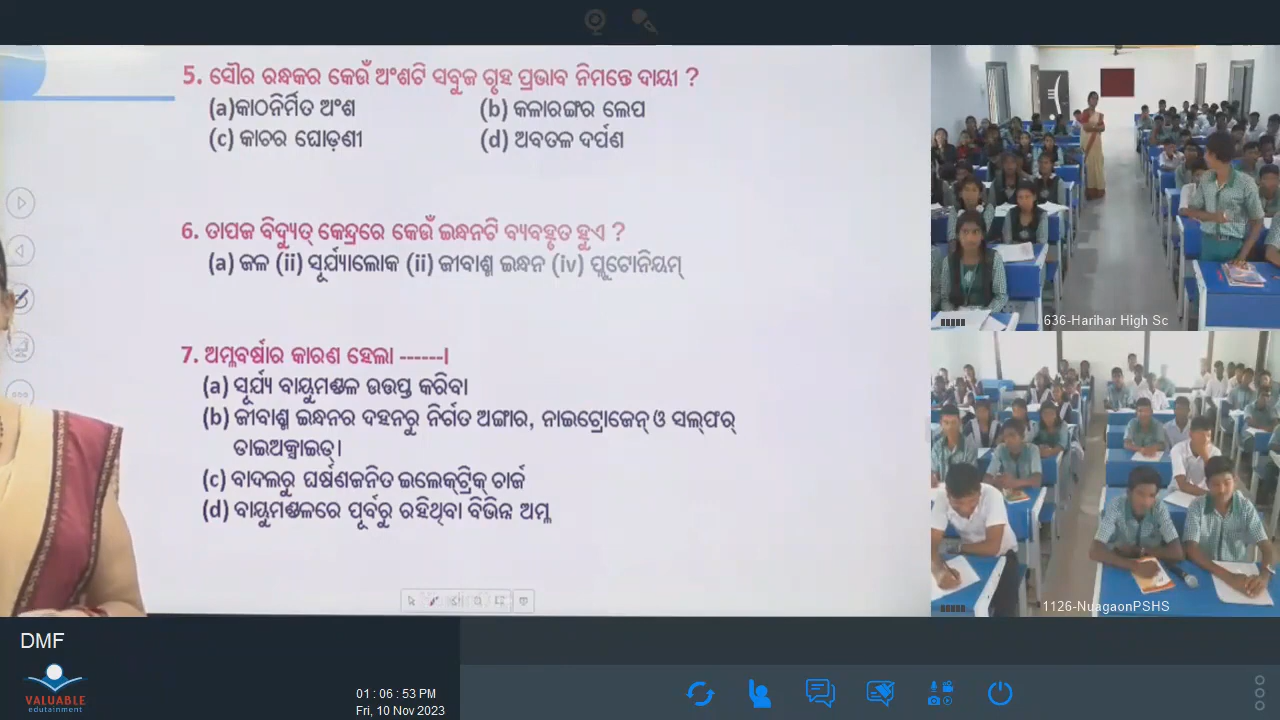 5. ସୌର ରନ୍ଧକର କେଉଁ ଅଂଶଟି ସବୁଜ ଗୃହ ପ୍ରଭାବ ନିମନ୍ତେ ଦାୟୀ ?
(a)କାଠନିର୍ମିତ ଅଂଶ (b) କଳାରଙ୍ଗର ଲେପ
(c) କାଚର ଘୋଡ଼ଣୀ (d) ଅବତଳ ଦର୍ପଣ
6. ତାପଜ ବିଦ୍ୟୁତ୍ କେନ୍ଦ୍ରରେ କେଉଁ ଇନ୍ଧନଟି ବ୍ୟବହୃତ ହୁଏ ?
(a) ଜଳ (ii) ସୂର୍ଯ୍ୟାଲୋକ (ii) ଜୀବାଶ୍ମ ଇନ୍ଧନ (iv) ପ୍ଲୁଟୋନିୟମ୍
7. ଅମ୍ଳବର୍ଷାର କାରଣ ହେଲା ------।
(a) ସୂର୍ଯ୍ୟ ବାୟୁମଣ୍ଡଳ ଉତ୍ତପ୍ତ କରିବା
(b) ଜୀବାଶ୍ମ ଇନ୍ଧନର ଦହନରୁ ନିର୍ଗତ ଅଙ୍ଗାର, ନାଇଟ୍ରୋଜେନ୍ ଓ ସଲ୍‌ଫର୍
ଡାଇଅକ୍ସାଇଡ୍।
(c) ବାଦଲରୁ ଘର୍ଷଣଜନିତ ଇଲେକ୍‌ଟ୍ରିକ୍ ଚାର୍ଜ
(d) ବାୟୁମଣ୍ଡଳରେ ପୂର୍ବରୁ ରହିଥିବା ବିଭିନ୍ନ ଅମ୍ଳ
636-Harihar High Sc
1126-NuagaonPSHS
DMF
VALUABLE
edutainment
01 : 06 : 53 PM
Fri, 10 Nov 2023